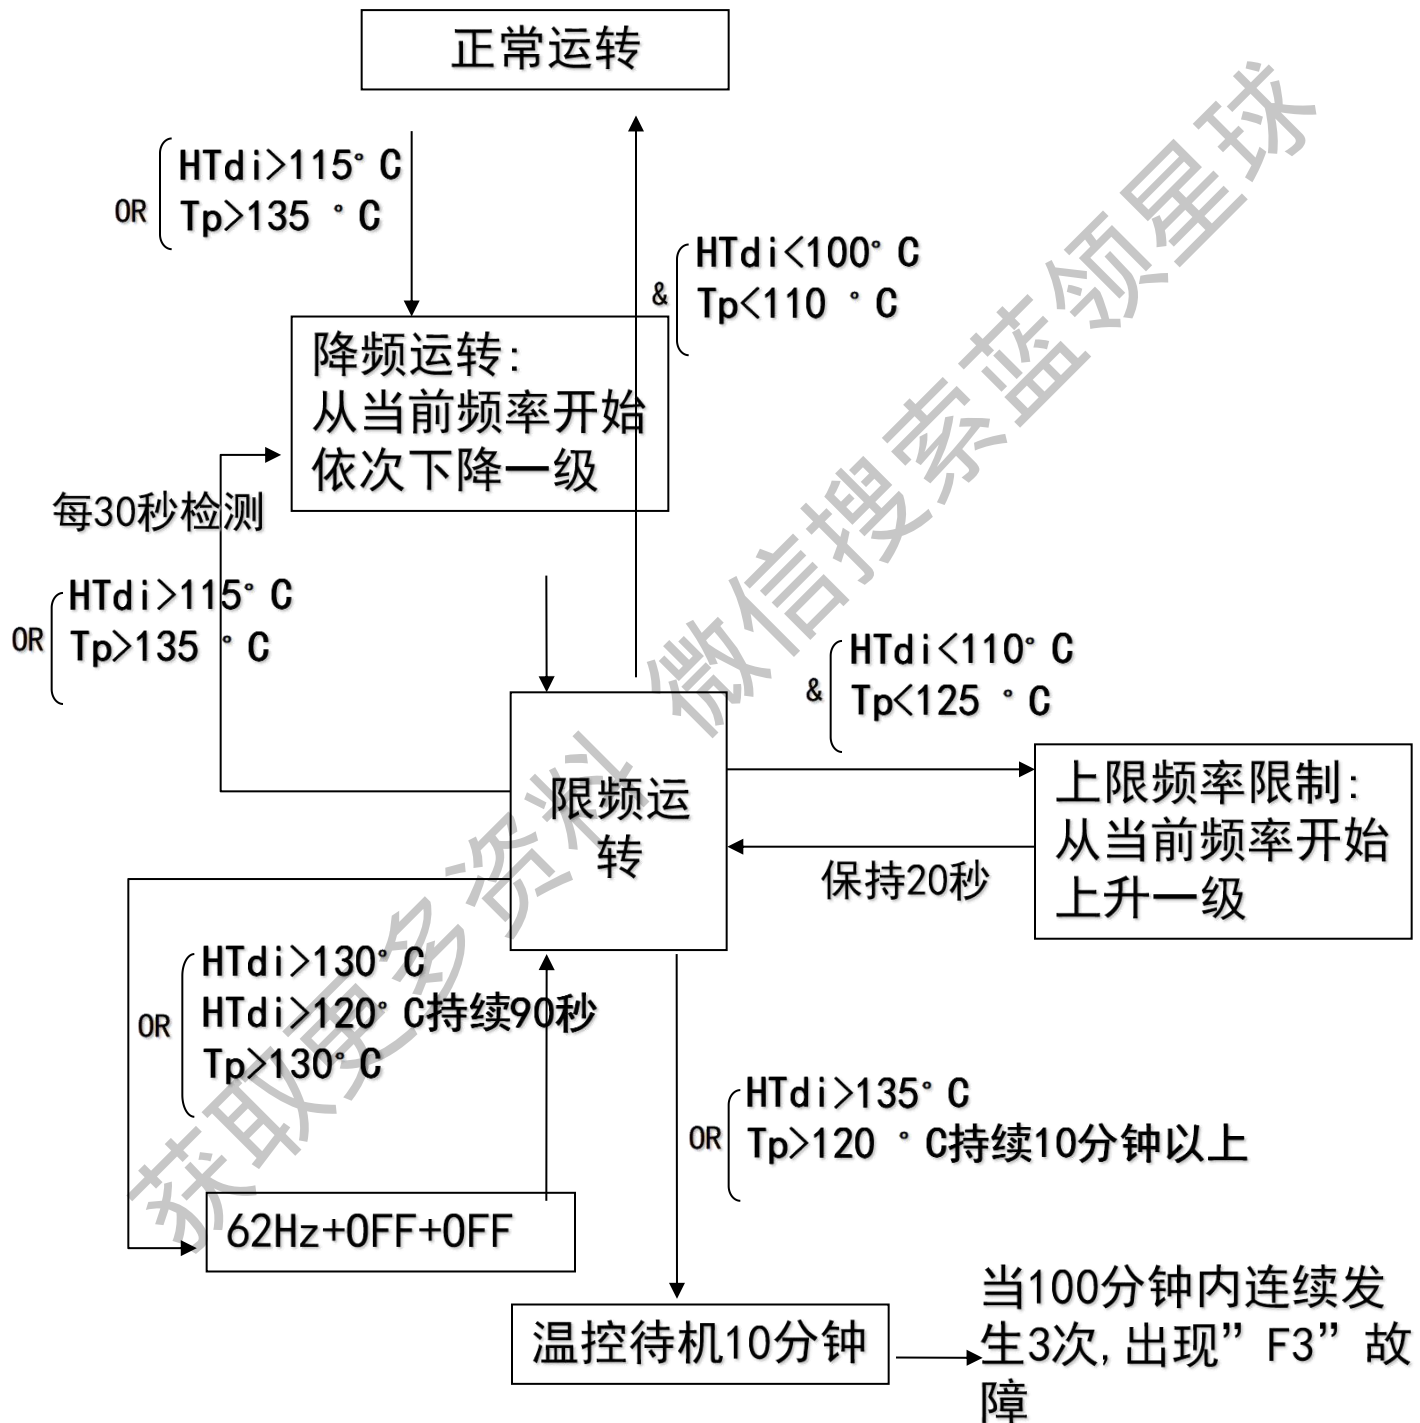 正常运转
HTdi>115°C
OR
Tp>135 °C
HTdi<100°C
&
Tp<110 °C
降频运转:
从当前频率开始
依次下降一级
每30秒检测
HTdi>115°C
OR
Tp>135 °C
HTdi<110°C
&
Tp<125 °C
限频运
转
上限频率限制:
从当前频率开始
上升一级
保持20秒
HTdi>130°C
HTdi>120°C持续90秒
OR
Tp>130°C
HTdi>135°C
OR
Tp>120 °C持续10分钟以上
62Hz+OFF+OFF
温控待机10分钟
当100分钟内连续发
生3次,出现”F3”故
障
获取更多资料 微信搜索蓝领星球